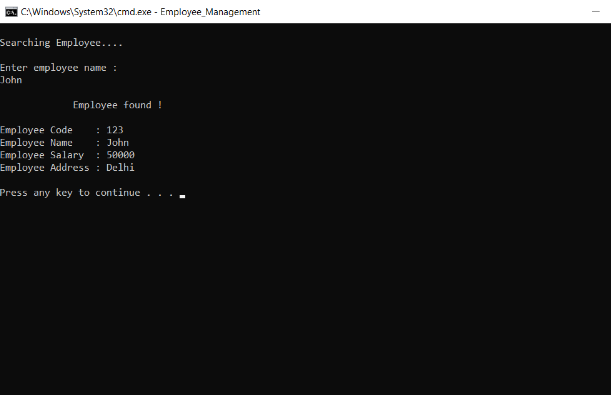 C:\Windows\System32\cmd.exe - Employee_Management
Searching Employee....
Enter employee name :
John
Employee found !
Employee Code    : 123
Employee Name    : John
Employee Salary  : 50000
Employee Address : Delhi
Press any key to continue . . .